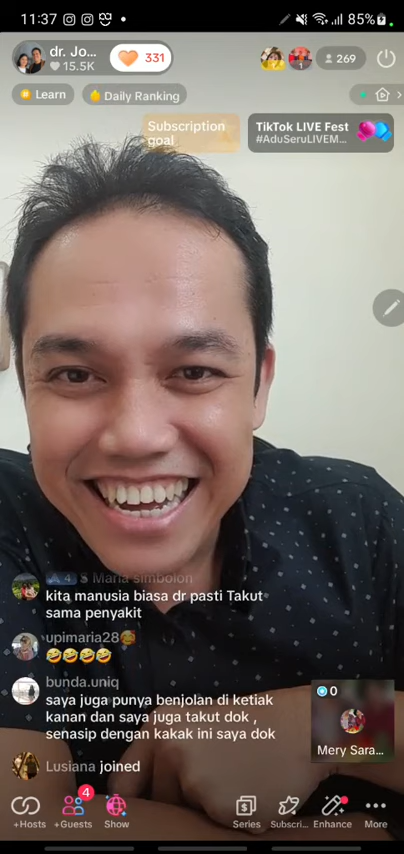 11:37
85%
dr. Jo...
15.5K
331
1
269
Learn
Daily Ranking
Subscription
goal
TikTok LIVE Fest
#AduSeruLIVEM...
4 $ Maria simbolon
kita manusia biasa dr pasti Takut
sama penyakit
upimaria28🥰
🤣🤣🤣🤣
bunda.uniq
saya juga punya benjolan di ketiak
kanan dan saya juga takut dok ,
senasip dengan kakak ini saya dok
0
Mery Sara...
Lusiana joined
4
+Hosts
+Guests
Show
Series
Subscri...
Enhance
More